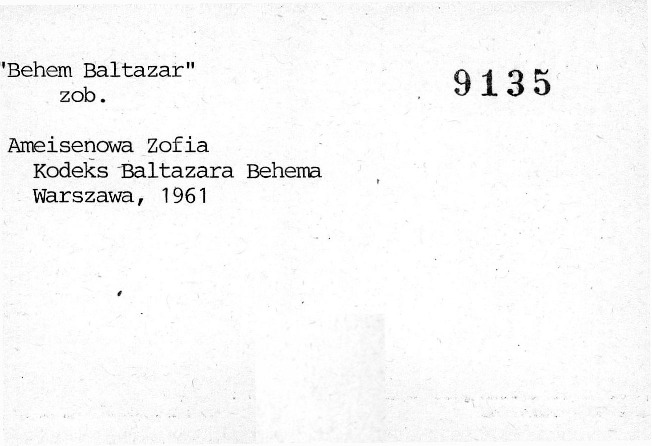 "Behem Baltazar"
zob.
9135
Ameisenowa Zofia
Kodeks Baltazara Behema
Warszawa, 1961